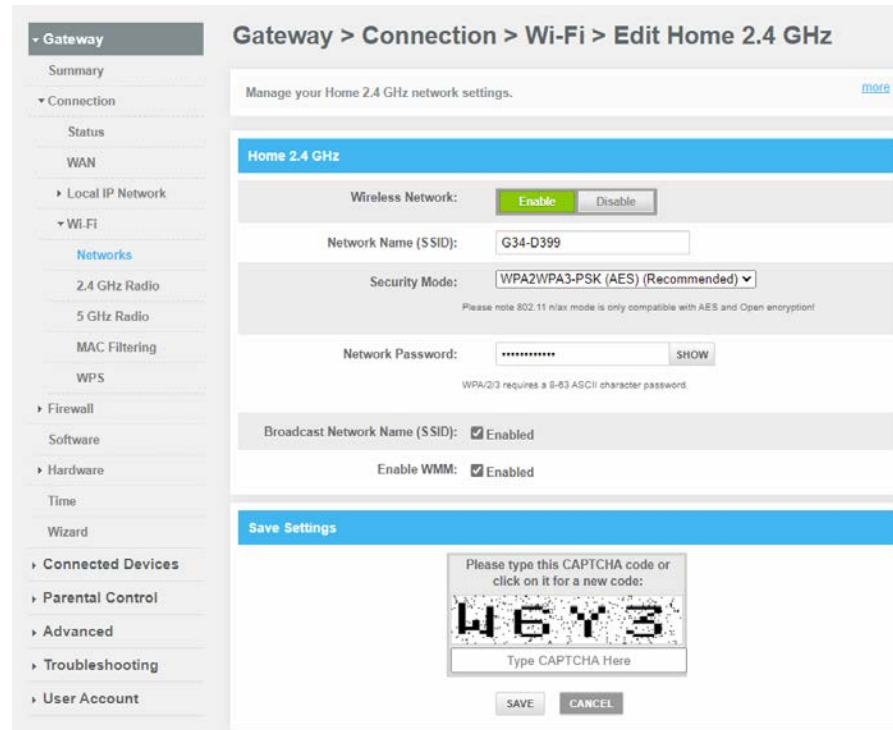 Gateway
Summary
Connection
Status
WAN
Local IP Network
Wi-Fi
Networks
2.4 GHz Radio
5 GHz Radio
MAC Filtering
WPS
Firewall
Software
Hardware
Time
Wizard
Connected Devices
Parental Control
Advanced
Troubleshooting
User Account
Gateway > Connection > Wi-Fi > Edit Home 2.4 GHz
Manage your Home 2.4 GHz network settings. more
Home 2.4 GHz
Wireless Network: Enable Disable
Network Name (SSID): G34-D399
Security Mode: WPA2WPA3-PSK (AES) (Recommended)
Please note 802.11 n/ax mode is only compatible with AES and Open encryption!
Network Password: •••••••••••• SHOW
WPA/2/3 requires a 8-63 ASCII character password.
Broadcast Network Name (SSID): Enabled
Enable WMM: Enabled
Save Settings
Please type this CAPTCHA code or
click on it for a new code:
W6Y3
Type CAPTCHA Here
SAVE CANCEL